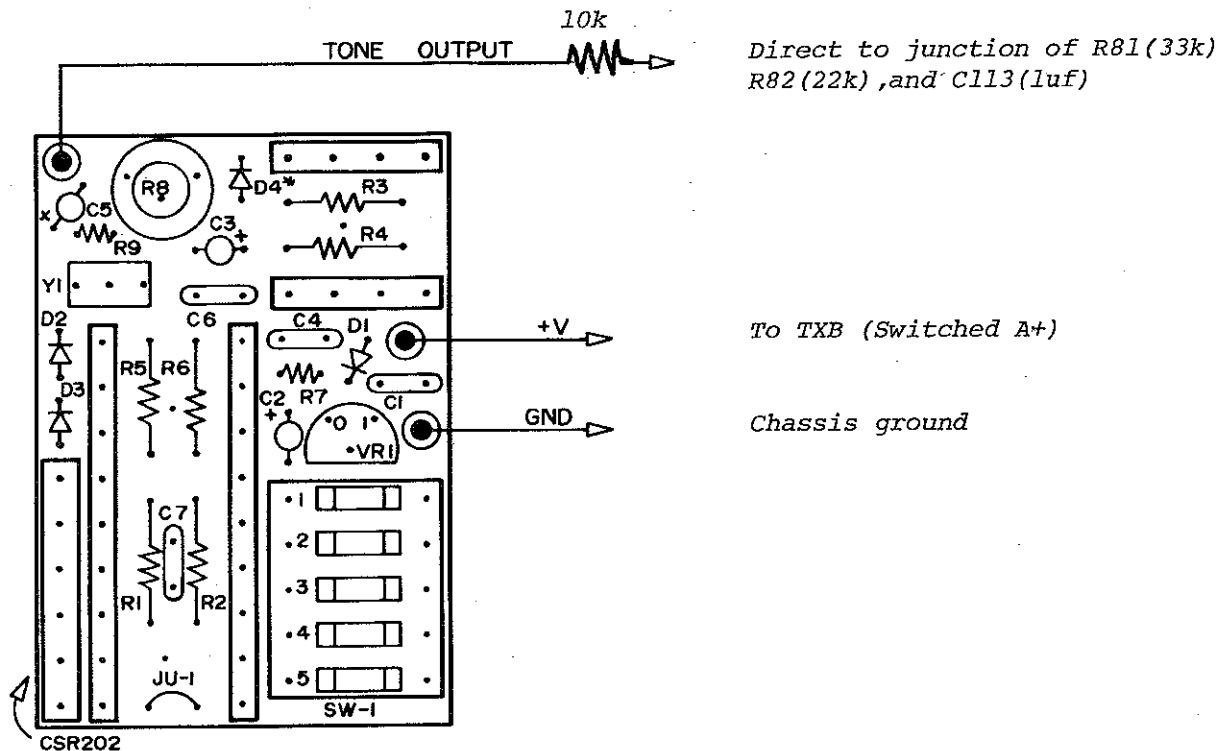 10k
TONE OUTPUT
Direct to junction of R81(33k)
R82(22k),and C113(1uf)
R8
D4*
R3
x
C5
C3
+
R4
R9
Y1
D2
C6
C4
D1
+V
To TXB (Switched A+)
R5
R6
D3
R7
C2
C1
+
O I
GND
Chassis ground
VR1
1
C7
2
3
R1
R2
4
JU-1
5
SW-1
CSR202